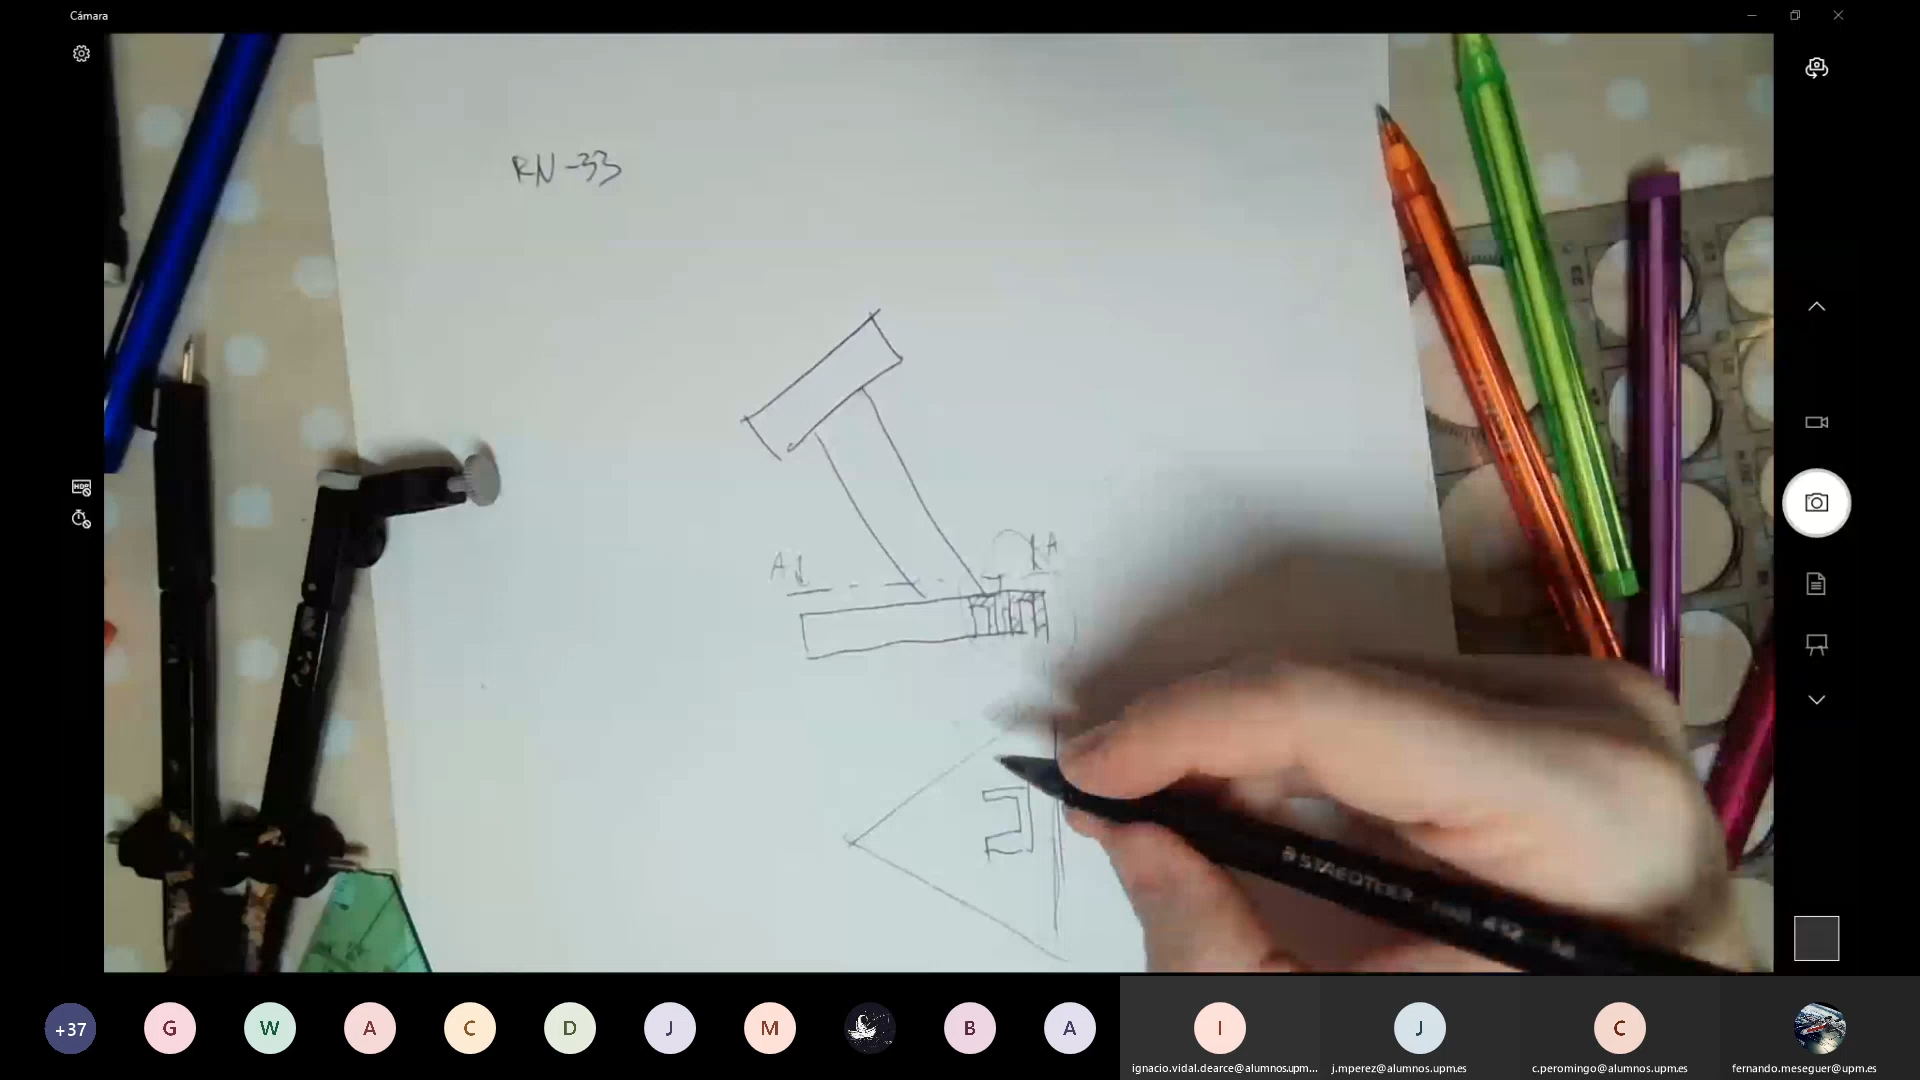 Cámara
RN-33
A
A
STAEDTLER
+37
G
W
A
C
D
J
M
B
A
I
J
C
ignacio.vidal.dearce@alumnos.upm...
j.mperez@alumnos.upm.es
c.peromingo@alumnos.upm.es
fernando.meseguer@upm.es